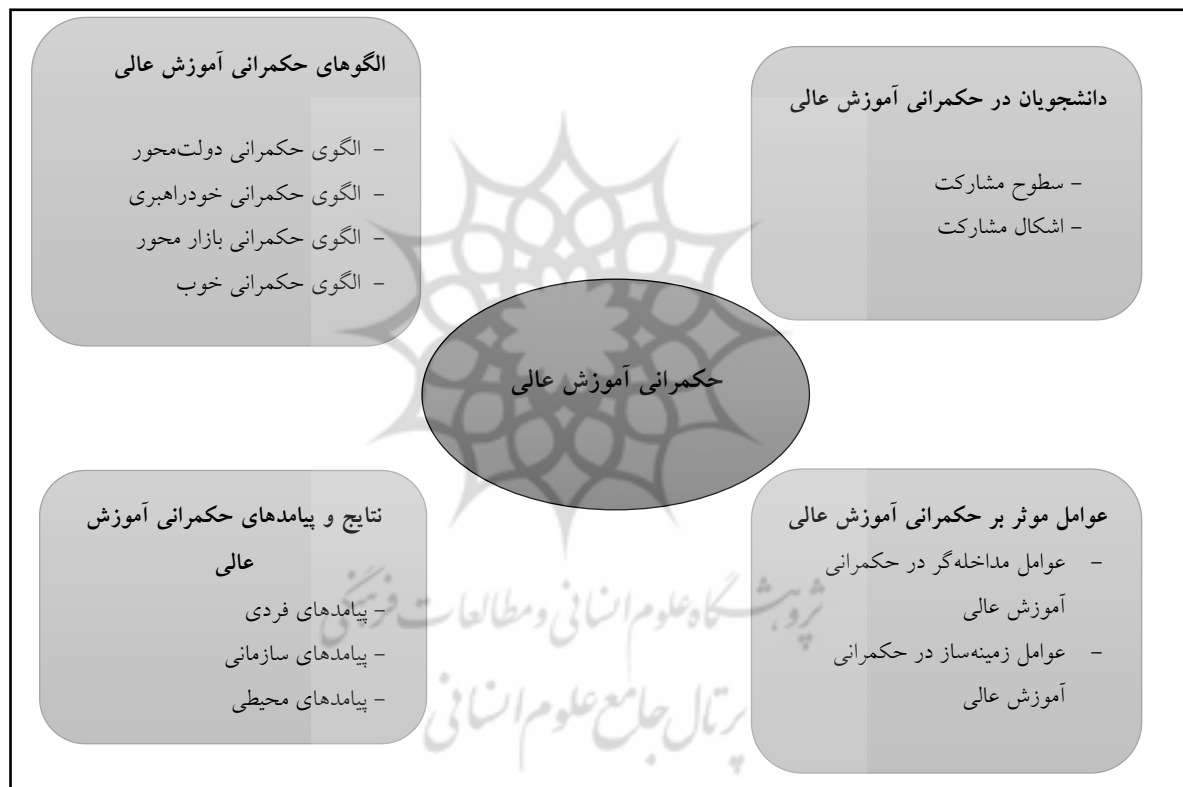 دانشجویان در حکمرانی آموزش عالی
- سطوح مشارکت
- اشکال مشارکت
الگوهای حکمرانی آموزش عالی
- الگوی حکمرانی دولت‌محور
- الگوی حکمرانی خودراهبری
- الگوی حکمرانی بازار محور
- الگوی حکمرانی خوب
حکمرانی آموزش عالی
عوامل موثر بر حکمرانی آموزش عالی
- عوامل مداخله‌گر در حکمرانی
آموزش عالی
- عوامل زمینه‌ساز در حکمرانی
آموزش عالی
نتایج و پیامدهای حکمرانی آموزش
عالی
- پیامدهای فردی
- پیامدهای سازمانی
- پیامدهای محیطی
پژوهشگاه علوم انسانی و مطالعات فرهنگی
پرتال جامع علوم انسانی